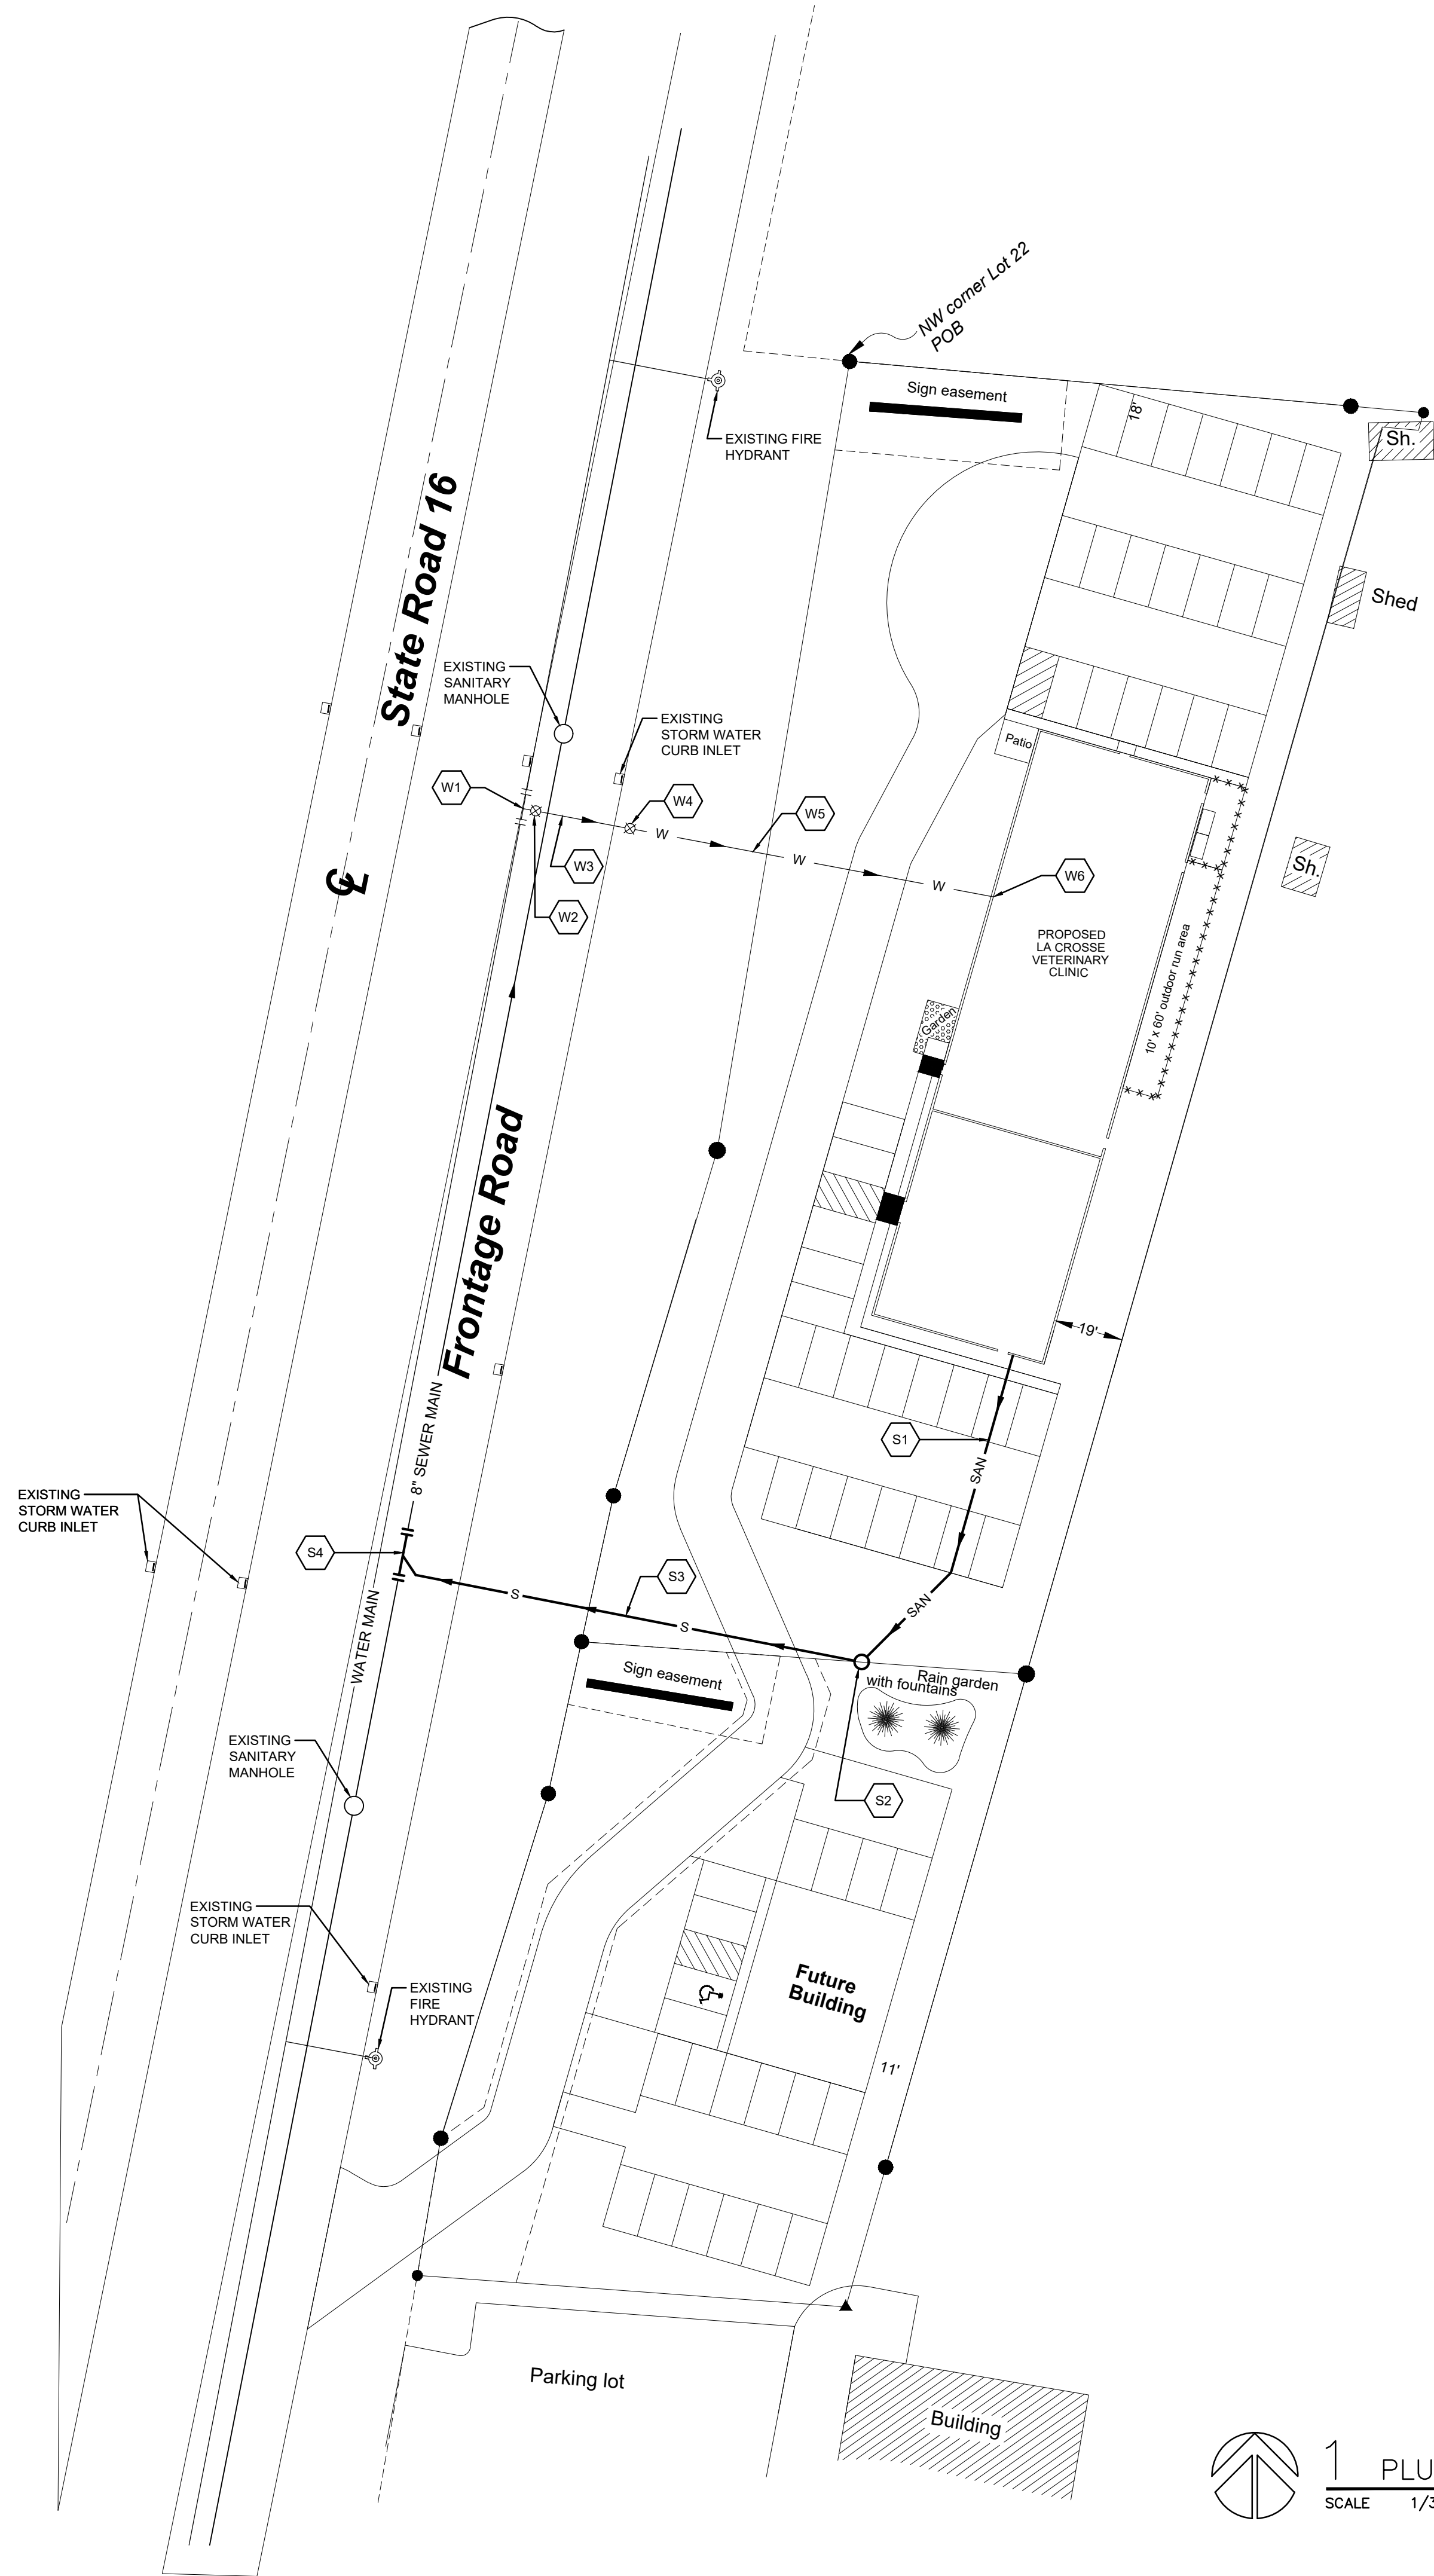 NW corner Lot 22
POB
Sign easement
18'
Sh.
EXISTING FIRE
HYDRANT
State Road 16
Shed
EXISTING
SANITARY
MANHOLE
EXISTING
STORM WATER
CURB INLET
Patio
W1
W4
W
W5
W
W3
W
W6
Sh.
W2
℄
PROPOSED
LA CROSSE
VETERINARY
CLINIC
10' x 60' outdoor run area
Garden
Frontage Road
19'
8" SEWER MAIN
S1
SAN
EXISTING
STORM WATER
CURB INLET
S4
S3
S
S
SAN
WATER MAIN
Sign easement
Rain garden
with fountains
EXISTING
SANITARY
MANHOLE
S2
EXISTING
STORM WATER
CURB INLET
Future
Building
EXISTING
FIRE
HYDRANT
11'
Parking lot
Building
1 PLU
SCALE 1/3